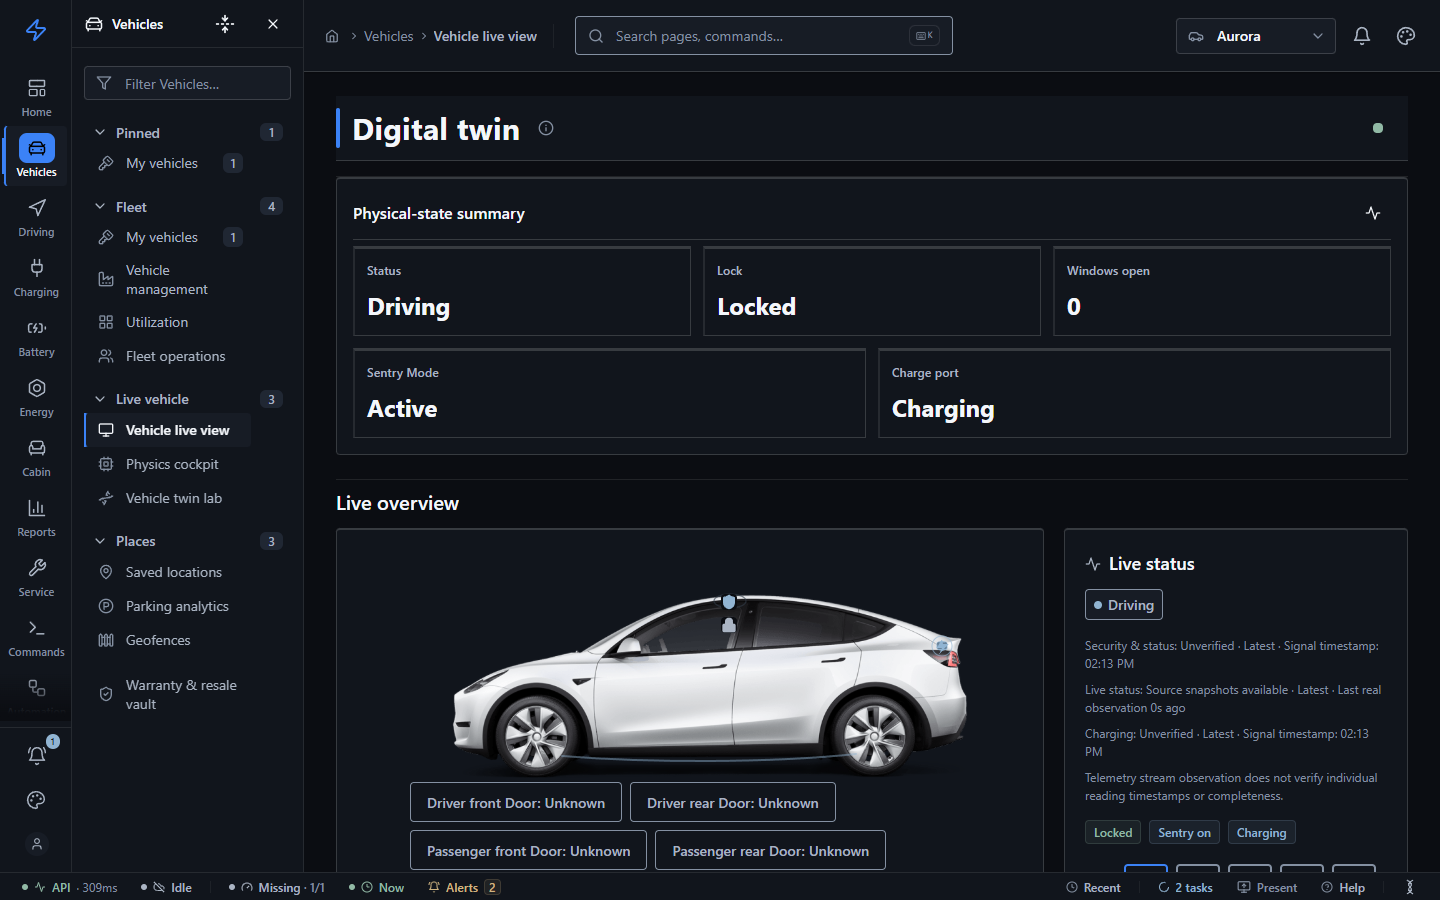 Home
Vehicles
Driving
Charging
Battery
Energy
Cabin
Reports
Service
Commands
1
Vehicles
Filter Vehicles...
Pinned 1
My vehicles 1
Fleet 4
My vehicles 1
Vehicle
management
Utilization
Fleet operations
Live vehicle 3
Vehicle live view
Physics cockpit
Vehicle twin lab
Places 3
Saved locations
Parking analytics
Geofences
Warranty & resale
vault
Vehicles Vehicle live view
Search pages, commands... K
Aurora
Digital twin
Physical-state summary
Status
Driving
Lock
Locked
Windows open
0
Sentry Mode
Active
Charge port
Charging
Live overview
Driver front Door: Unknown
Driver rear Door: Unknown
Passenger front Door: Unknown
Passenger rear Door: Unknown
Live status
Driving
Security & status: Unverified · Latest · Signal timestamp:
02:13 PM
Live status: Source snapshots available · Latest · Last real
observation 0s ago
Charging: Unverified · Latest · Signal timestamp: 02:13
PM
Telemetry stream observation does not verify individual
reading timestamps or completeness.
Locked Sentry on Charging
API · 309ms Idle Missing · 1/1 Now Alerts 2 Recent 2 tasks Present Help